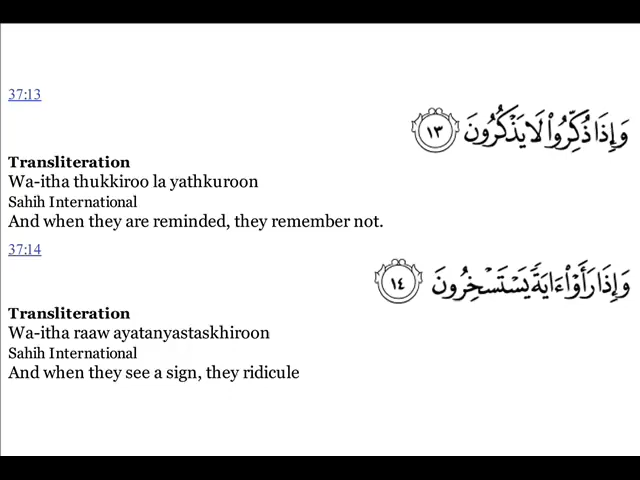 37:13
وَإِذَا ذُكِّرُوا۟ لَا يَذْكُرُونَ ١٣
Transliteration
Wa-itha thukkiroo la yathkuroon
Sahih International
And when they are reminded, they remember not.
37:14
وَإِذَا رَأَوْا۟ ءَايَةً يَسْتَسْخِرُونَ ١٤
Transliteration
Wa-itha raaw ayatanyastaskhiroon
Sahih International
And when they see a sign, they ridicule